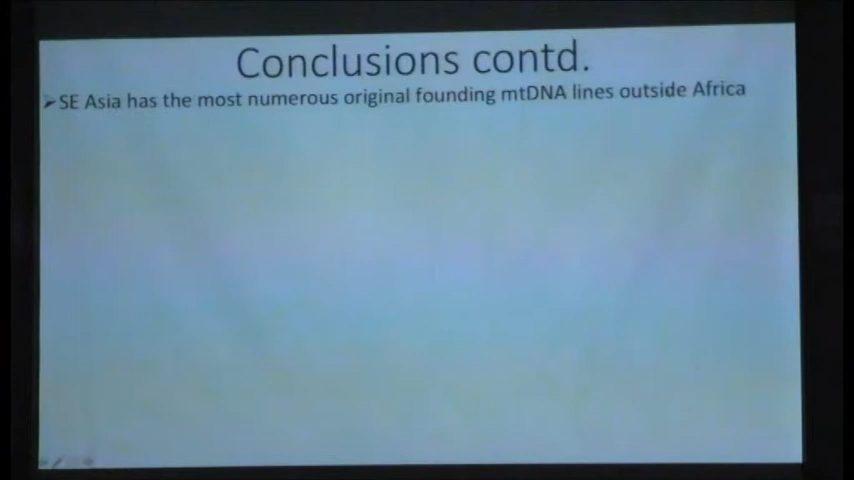 Conclusions contd.
➢SE Asia has the most numerous original founding mtDNA lines outside Africa